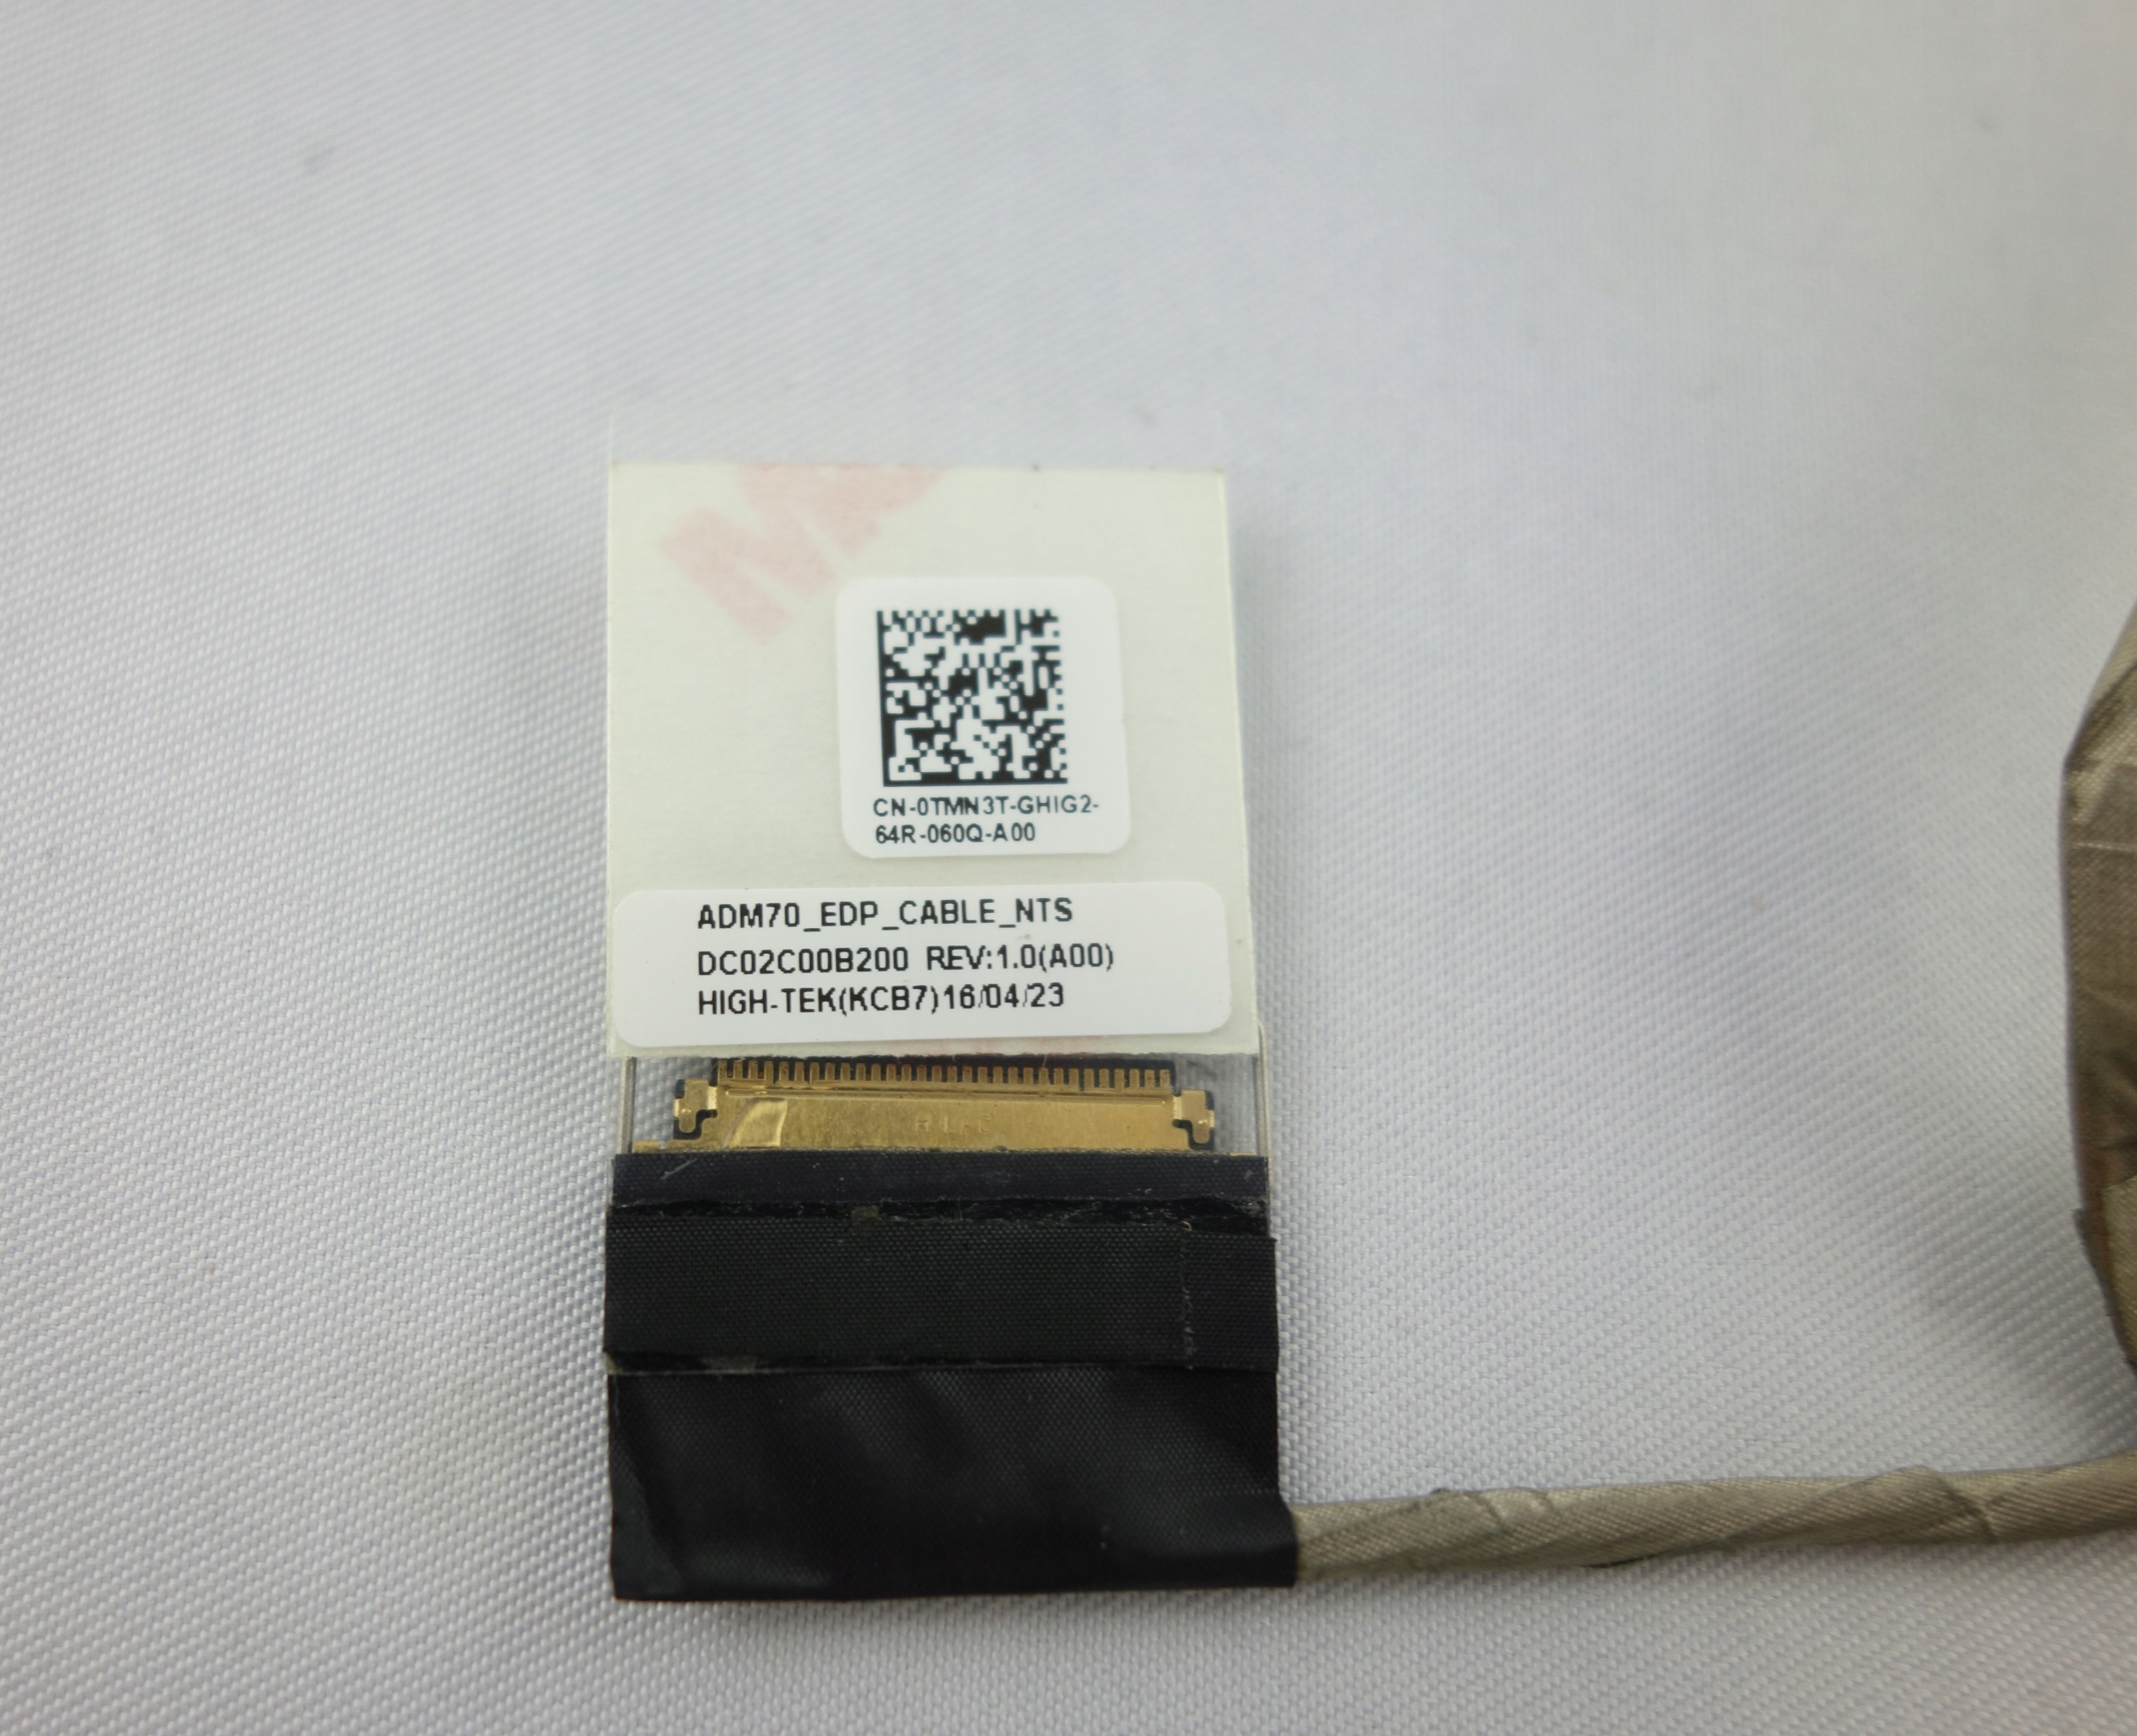 CN-0TMN3T-GHIG2-
64R-060Q-A00
ADM70_EDP_CABLE_NTS
DC02C00B200 REV:1.0(A00)
HIGH-TEK(KCB7)16/04/23